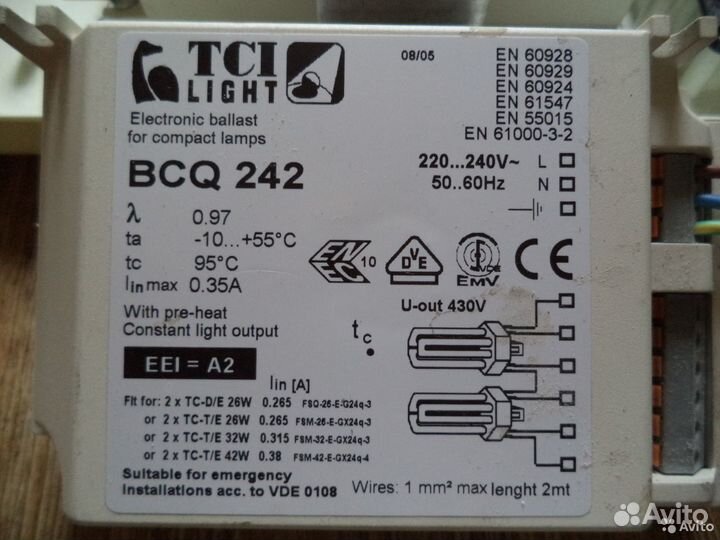 TCI
LIGHT
08/05
EN 60928
EN 60929
EN 60924
EN 61547
EN 55015
EN 61000-3-2
Electronic ballast
for compact lamps
BCQ 242
220...240V~ L
50..60Hz N
λ 0.97
ta -10...+55°C
tc 95°C
Iin max 0.35A
ENEC 10
DVE
VDE
EMV
CE
With pre-heat
Constant light output
U-out 430V
tc
EEI = A2
Iin [A]
Fit for: 2 x TC-D/E 26W 0.265 FSQ-26-E-G24q-3
or 2 x TC-T/E 26W 0.265 FSM-26-E-GX24q-3
or 2 x TC-T/E 32W 0.315 FSM-32-E-GX24q-3
or 2 x TC-T/E 42W 0.38 FSM-42-E-GX24q-4
Suitable for emergency
Installations acc. to VDE 0108
Wires: 1 mm² max lenght 2mt
Avito
Avito